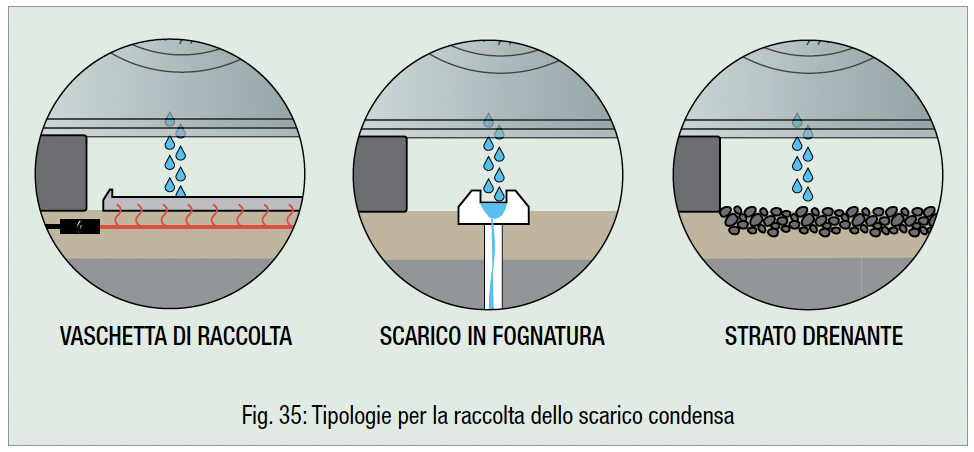 VASCHETTA DI RACCOLTA
SCARICO IN FOGNATURA
STRATO DRENANTE
Fig. 35: Tipologie per la raccolta dello scarico condensa